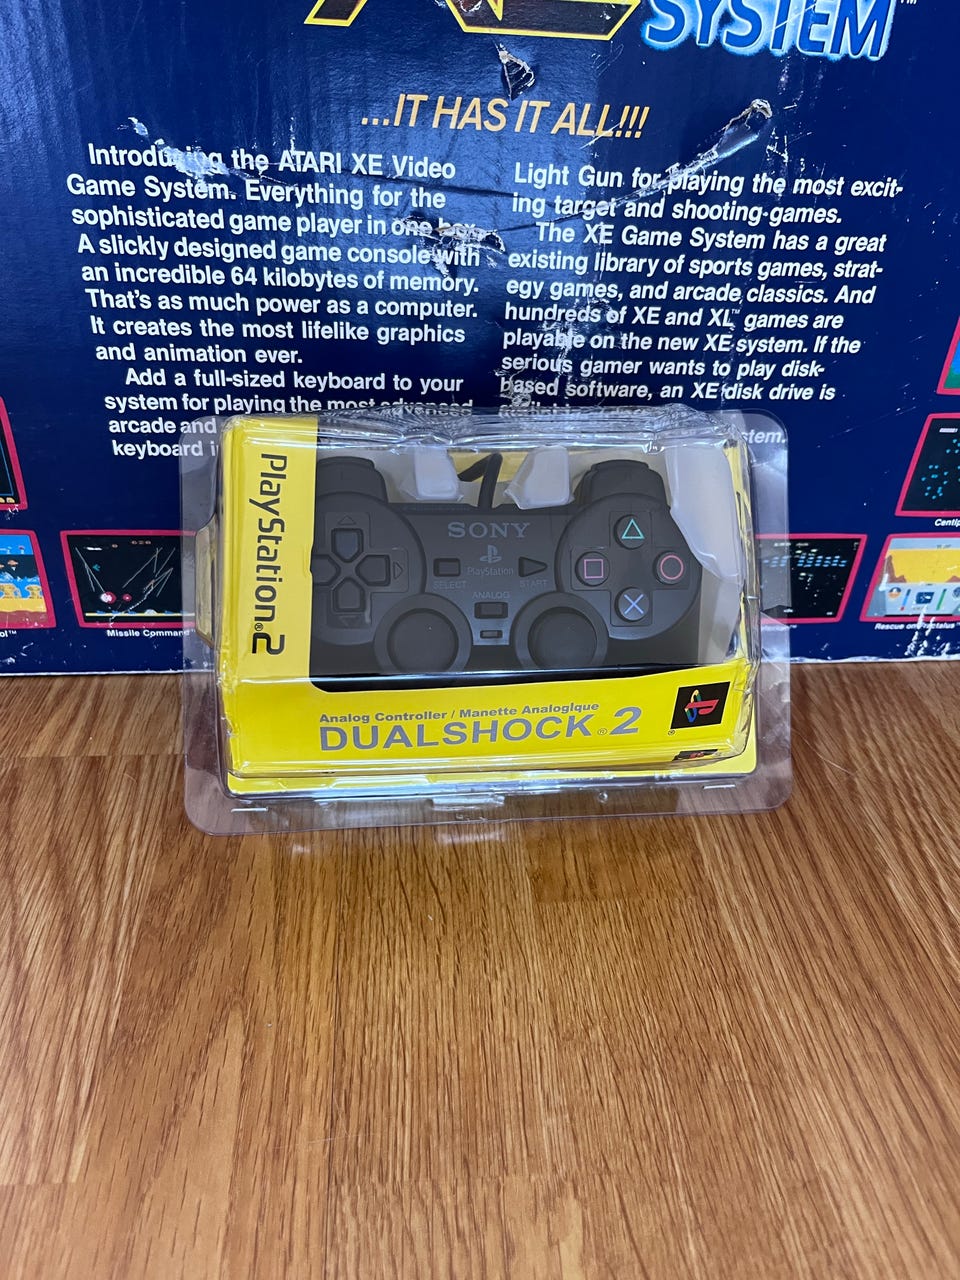 SYSTEM™
...IT HAS IT ALL!!!
Introducing the ATARI XE Video
Game System. Everything for the
sophisticated game player in one box.
A slickly designed game console with
an incredible 64 kilobytes of memory.
That's as much power as a computer.
It creates the most lifelike graphics
and animation ever.
Add a full-sized keyboard to your
system for playing the most advanced
arcade and
keyboard
Light Gun for playing the most excit-
ing target and shooting-games.
The XE Game System has a great
existing library of sports games, strat-
egy games, and arcade classics. And
hundreds of XE and XL™ games are
playable on the new XE system. If the
serious gamer wants to play disk-
based software, an XE disk drive is
stem.
Missile Command™
Centip
Rescue on Fractalus™
PlayStation®2
SONY
PlayStation
SELECT
START
ANALOG
Analog Controller / Manette Analogique
DUALSHOCK®2